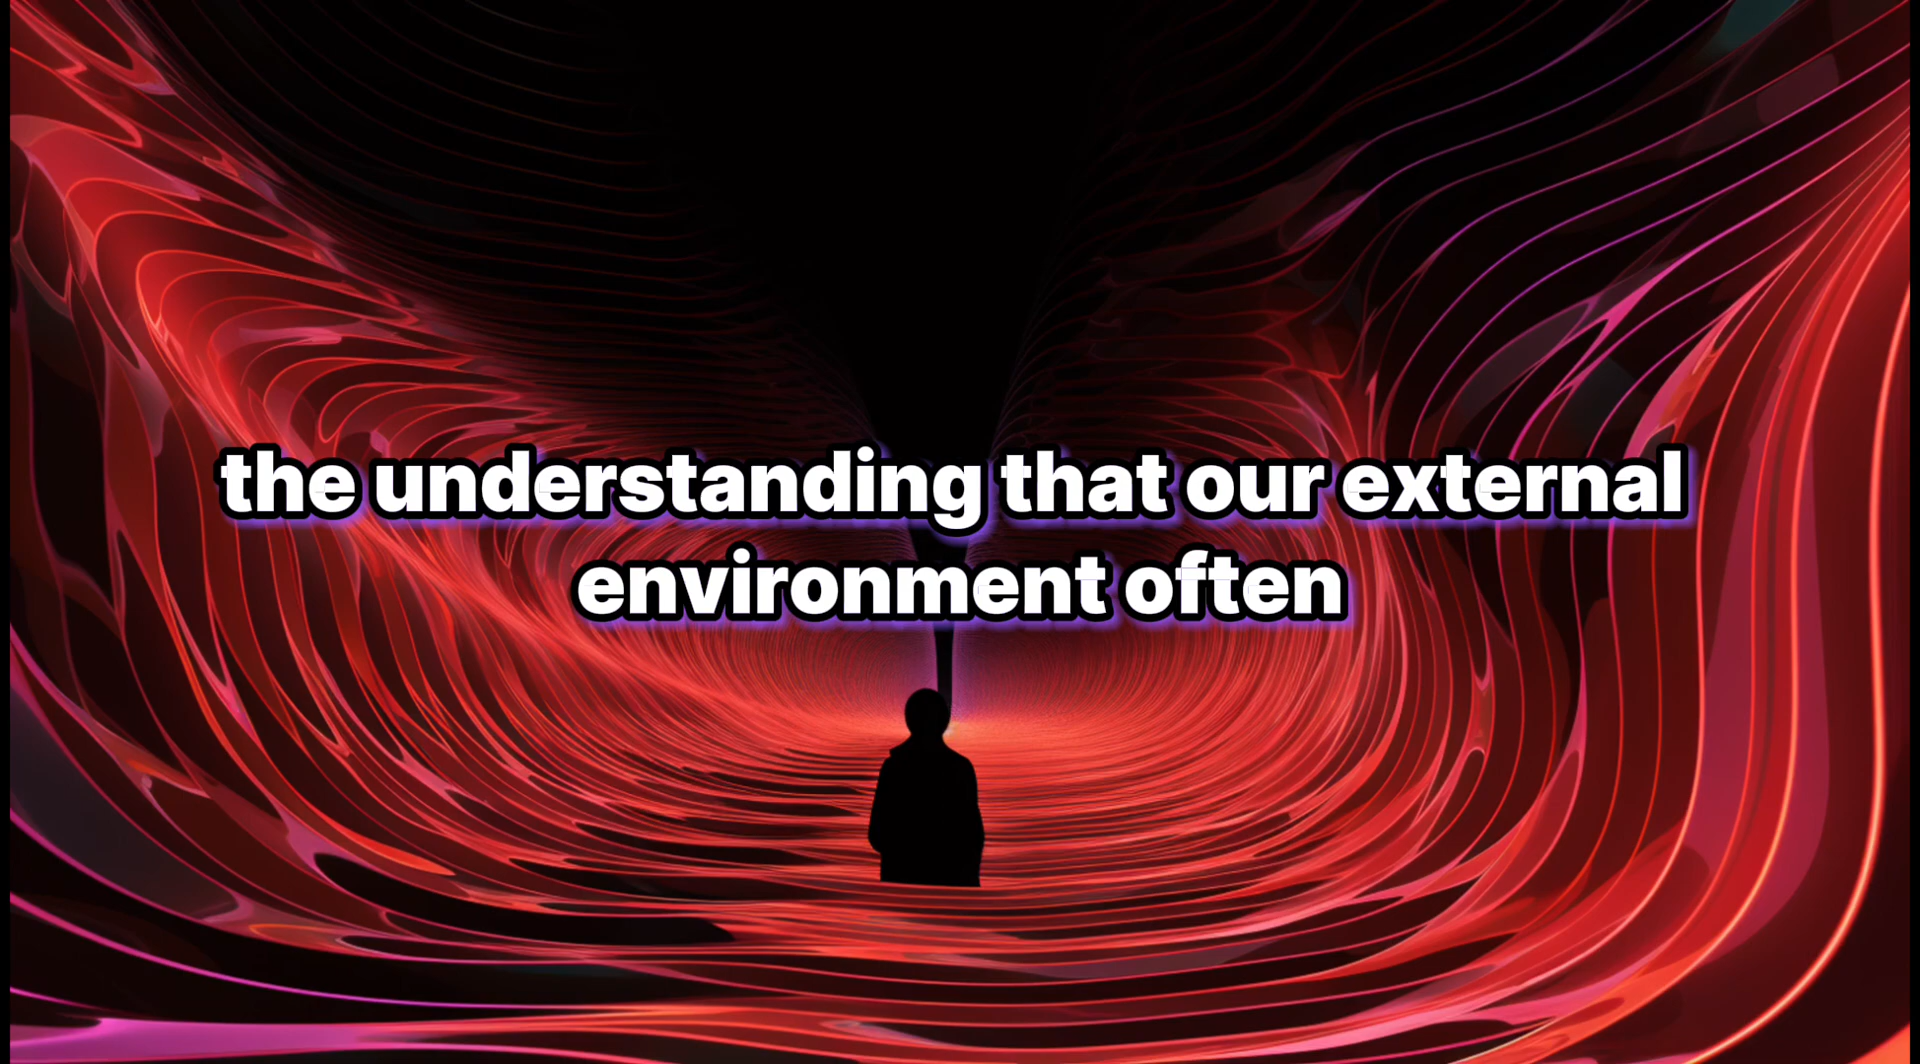 the understanding that our external
environment often